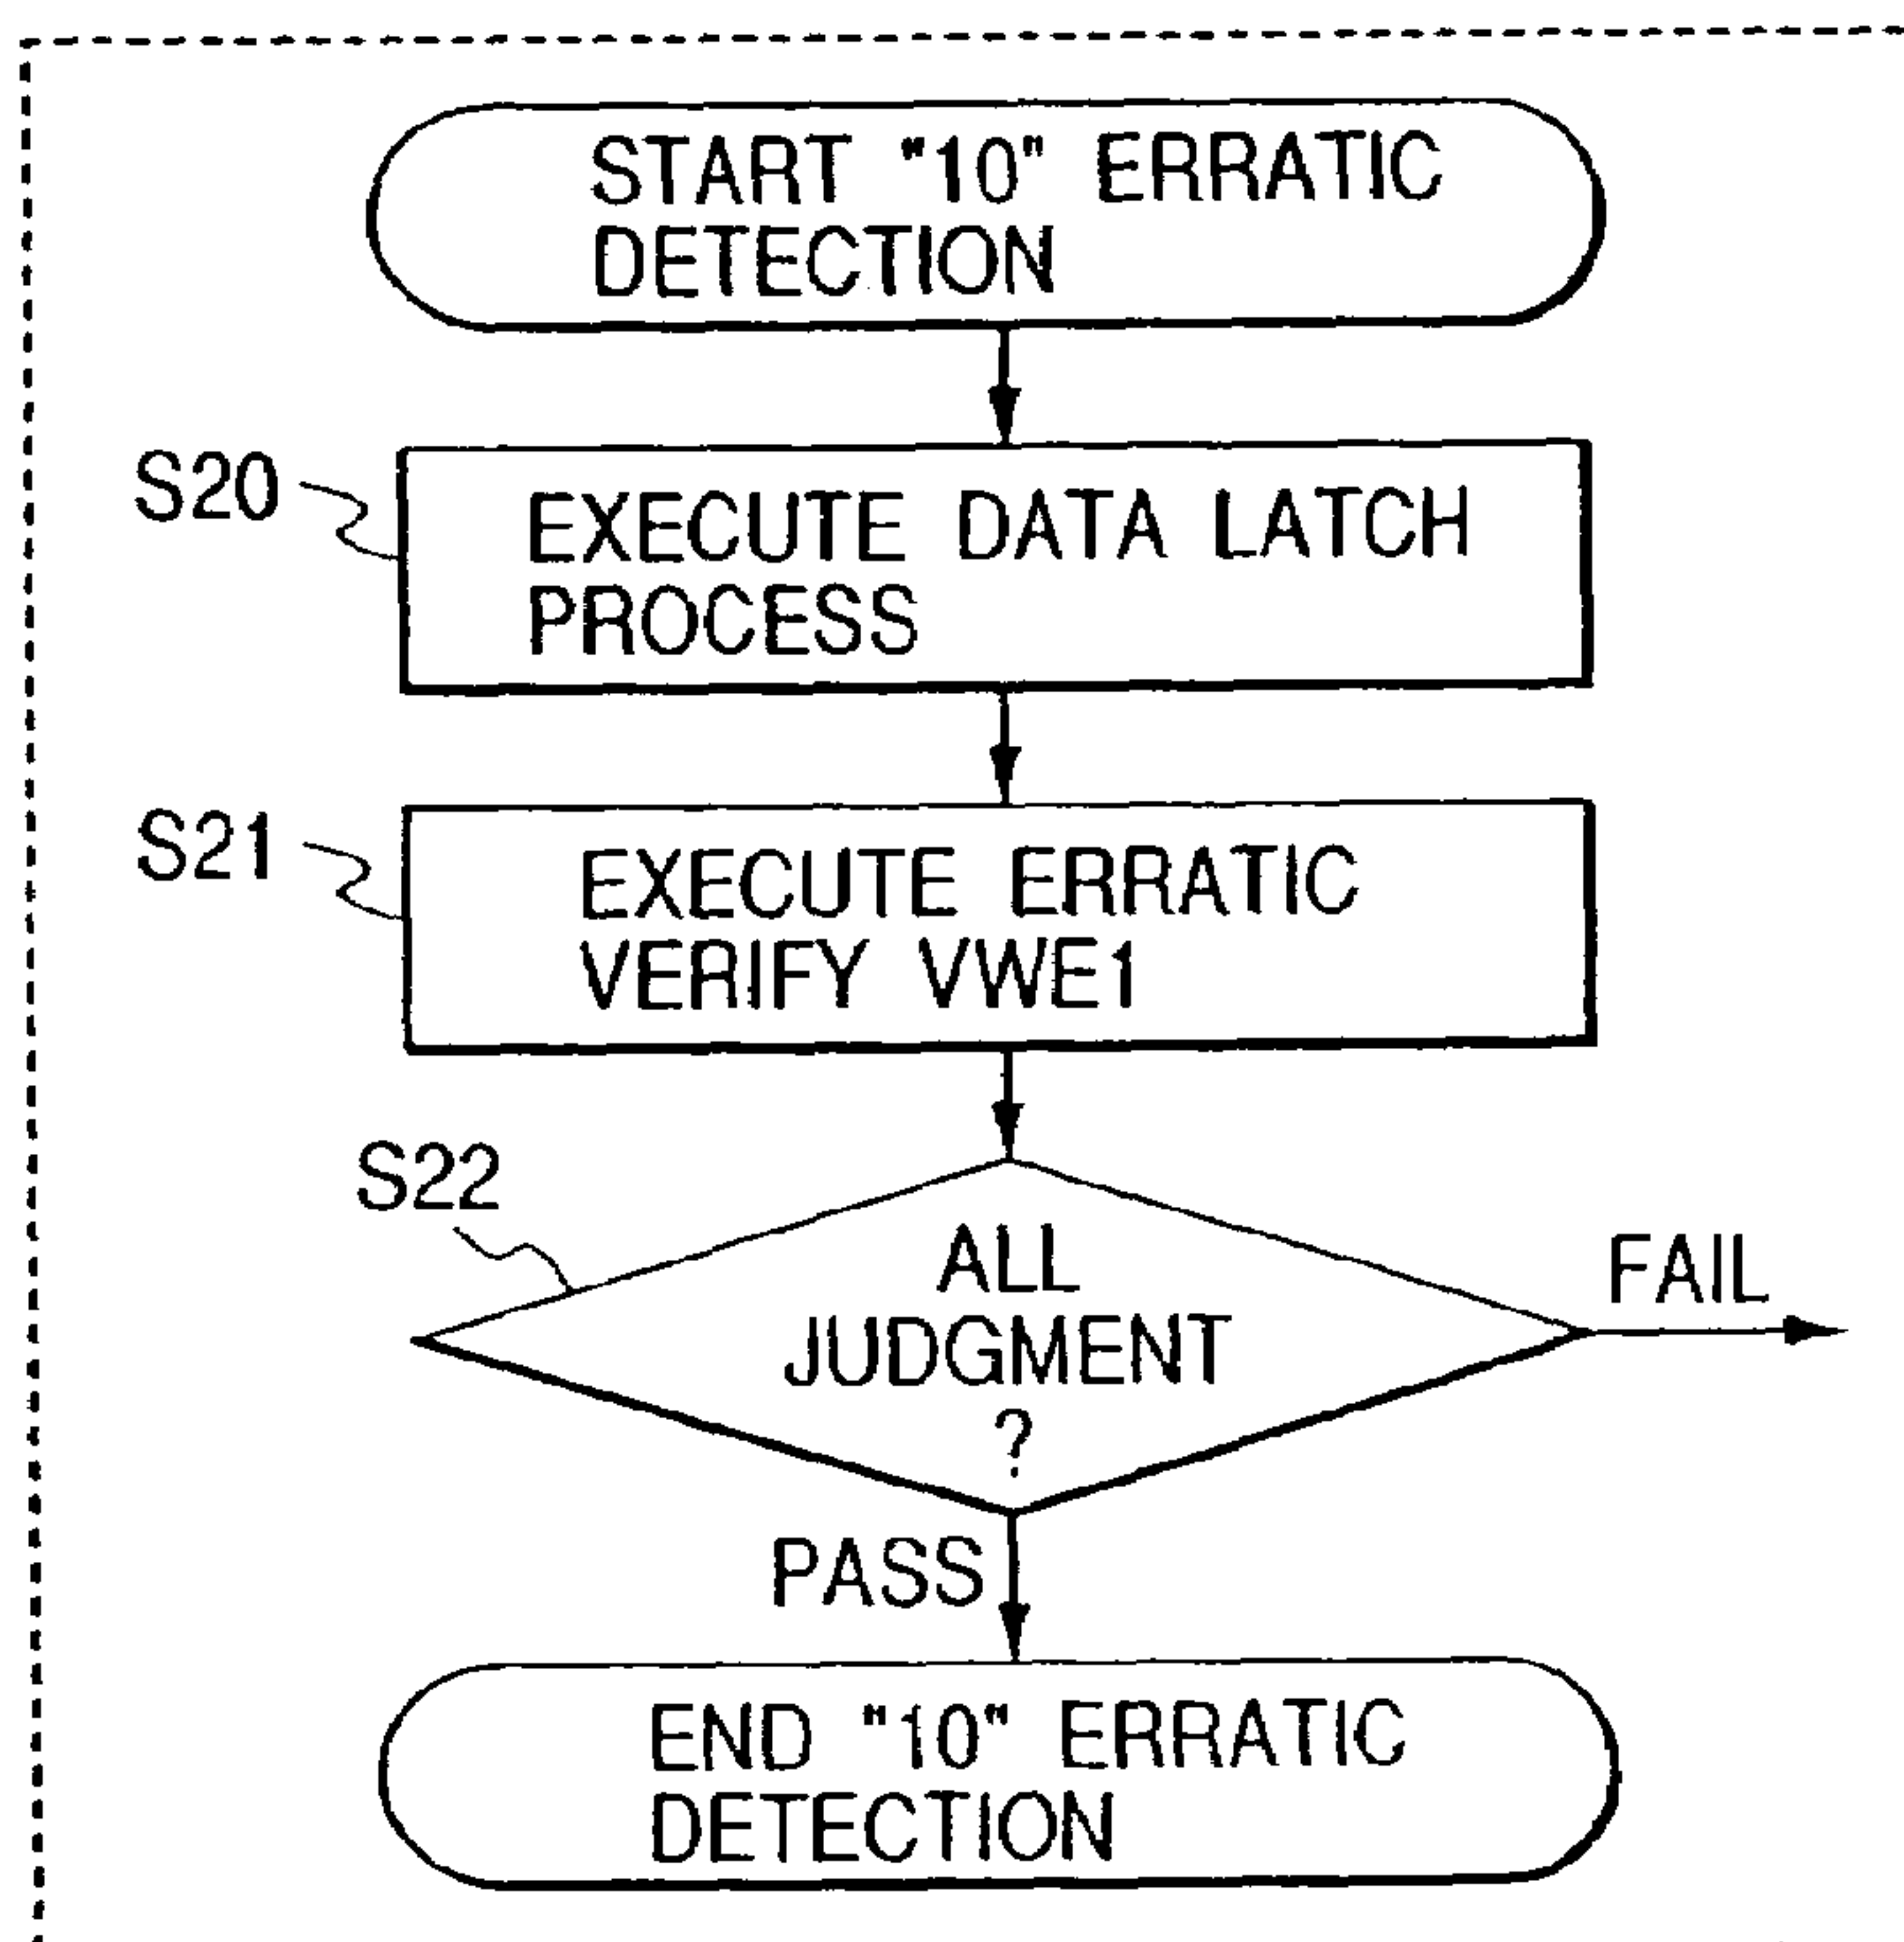 START "10" ERRATIC
DETECTION
S20
EXECUTE DATA LATCH
PROCESS
S21
EXECUTE ERRATIC
VERIFY VWE1
S22
ALL
JUDGMENT
?
FAIL
PASS
END "10" ERRATIC
DETECTION